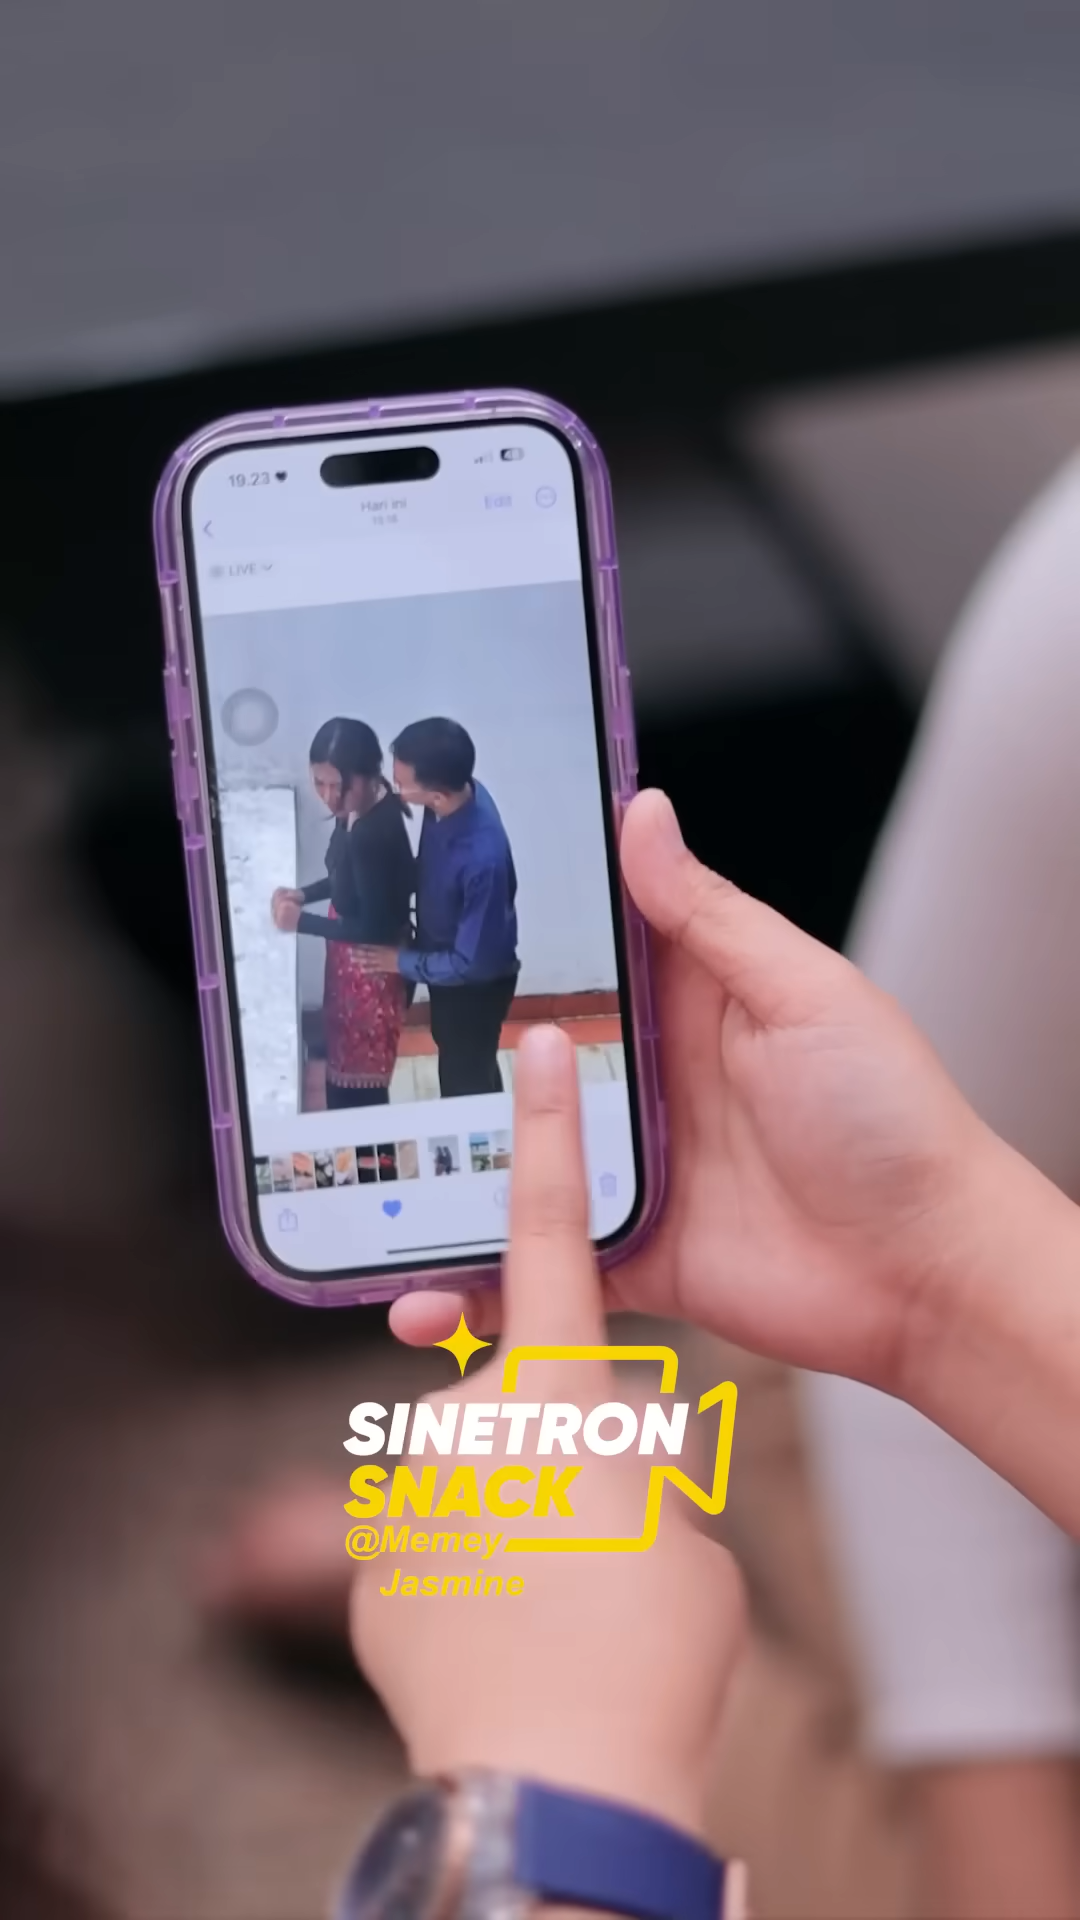 19.23
Hari ini
Edit
LIVE
SINETRON
SNACK
@Memey
Jasmine